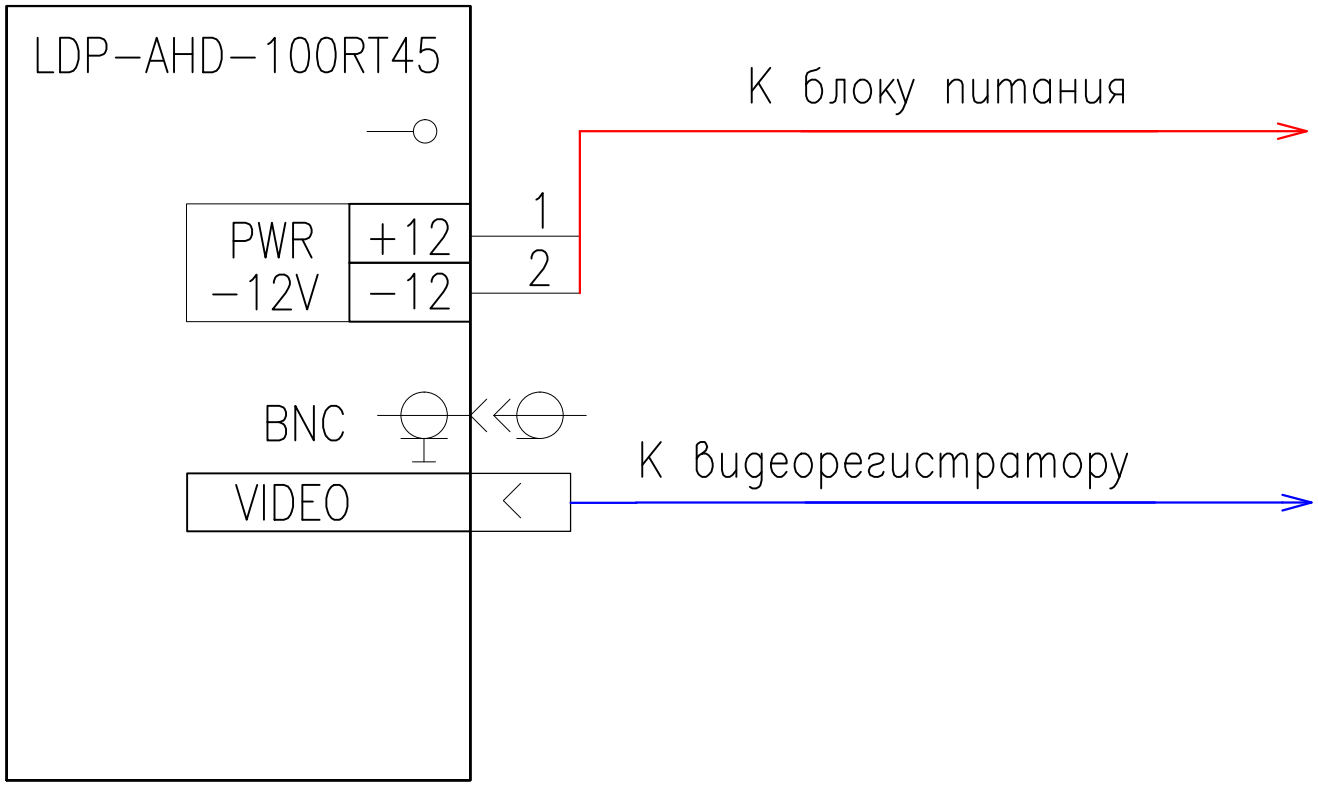 LDP-AHD-100RT45
К блоку питания
PWR
-12V
+12
-12
1
2
BNC
VIDEO
К видеорегистратору